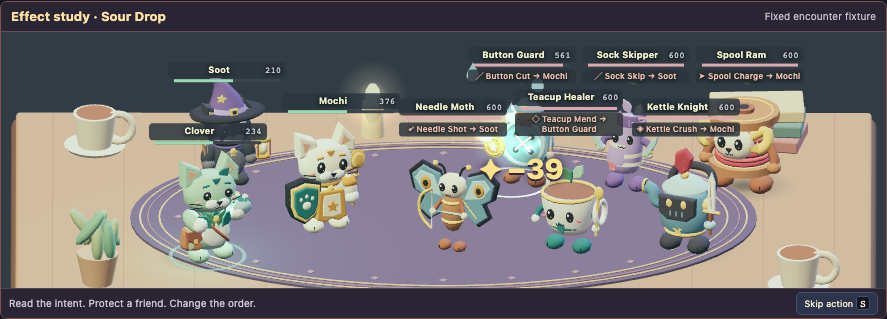 Effect study · Sour Drop
Fixed encounter fixture
Button Guard 561
Button Cut → Mochi
Sock Skipper 600
Sock Skip → Soot
Spool Ram 600
Spool Charge → Mochi
Soot 210
Mochi 376
Needle Moth 600
Needle Shot → Soot
Teacup Healer 600
Teacup Mend →
Button Guard
Kettle Knight 600
Kettle Crush → Mochi
Clover 234
-39
Read the intent. Protect a friend. Change the order.
Skip action S